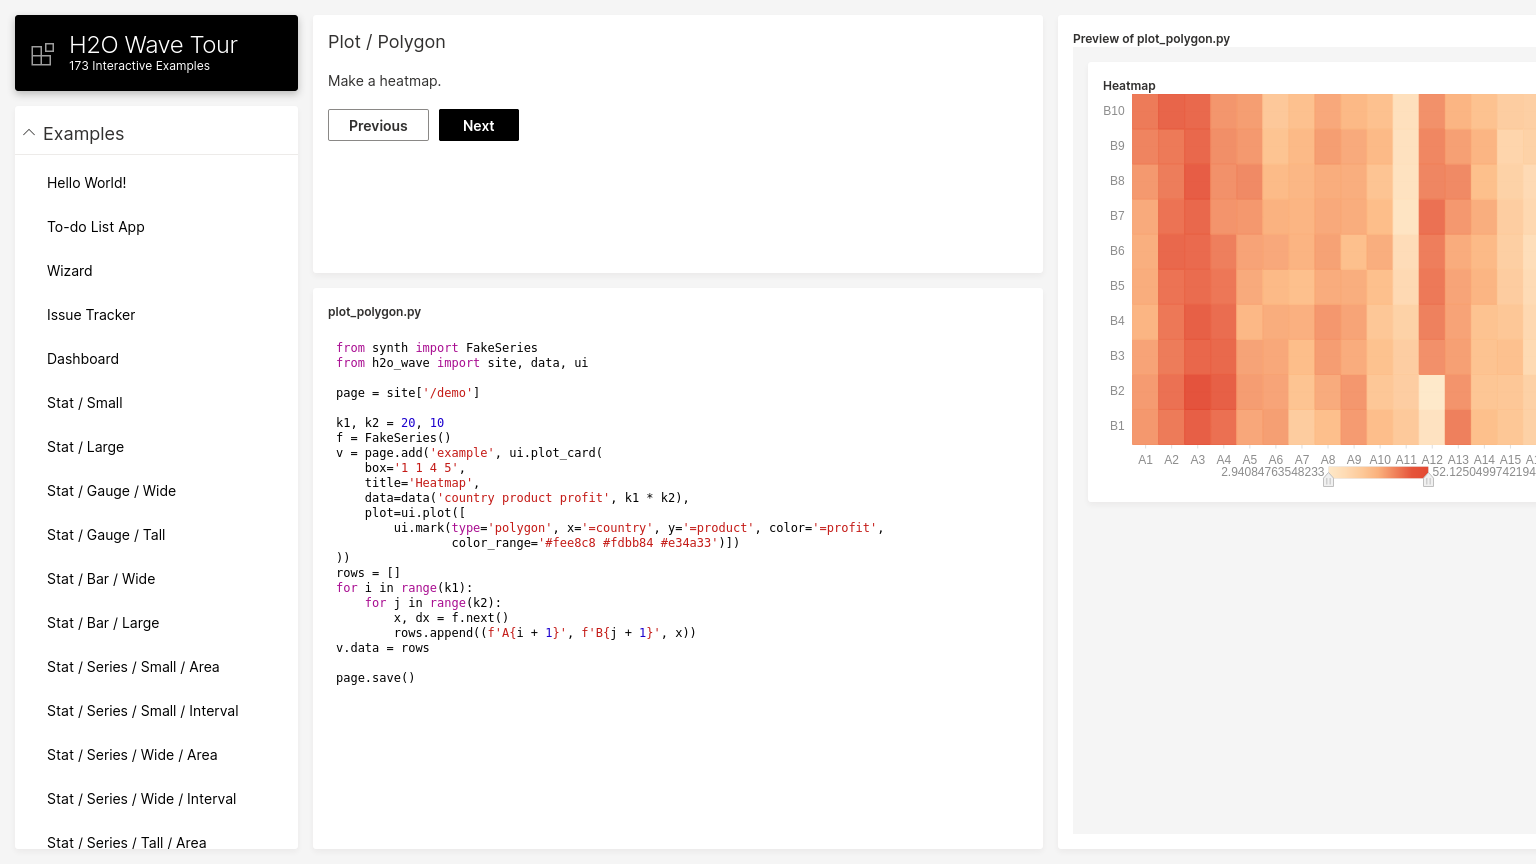 H2O Wave Tour
173 Interactive Examples
Examples
Hello World!
To-do List App
Wizard
Issue Tracker
Dashboard
Stat / Small
Stat / Large
Stat / Gauge / Wide
Stat / Gauge / Tall
Stat / Bar / Wide
Stat / Bar / Large
Stat / Series / Small / Area
Stat / Series / Small / Interval
Stat / Series / Wide / Area
Stat / Series / Wide / Interval
Stat / Series / Tall / Area
Plot / Polygon
Make a heatmap.
Previous
Next
plot_polygon.py
from synth import FakeSeries
from h2o_wave import site, data, ui
page = site['/demo']
k1, k2 = 20, 10
f = FakeSeries()
v = page.add('example', ui.plot_card(
    box='1 1 4 5',
    title='Heatmap',
    data=data('country product profit', k1 * k2),
    plot=ui.plot([
        ui.mark(type='polygon', x='=country', y='=product', color='=profit',
                color_range='#fee8c8 #fdbb84 #e34a33')])
))
rows = []
for i in range(k1):
    for j in range(k2):
        x, dx = f.next()
        rows.append((f'A{i + 1}', f'B{j + 1}', x))
v.data = rows
page.save()
Preview of plot_polygon.py
Heatmap
B10
B9
B8
B7
B6
B5
B4
B3
B2
B1
A1 A2 A3 A4 A5 A6 A7 A8 A9 A10 A11 A12 A13 A14 A15
2.94084763548233 52.1250499742194